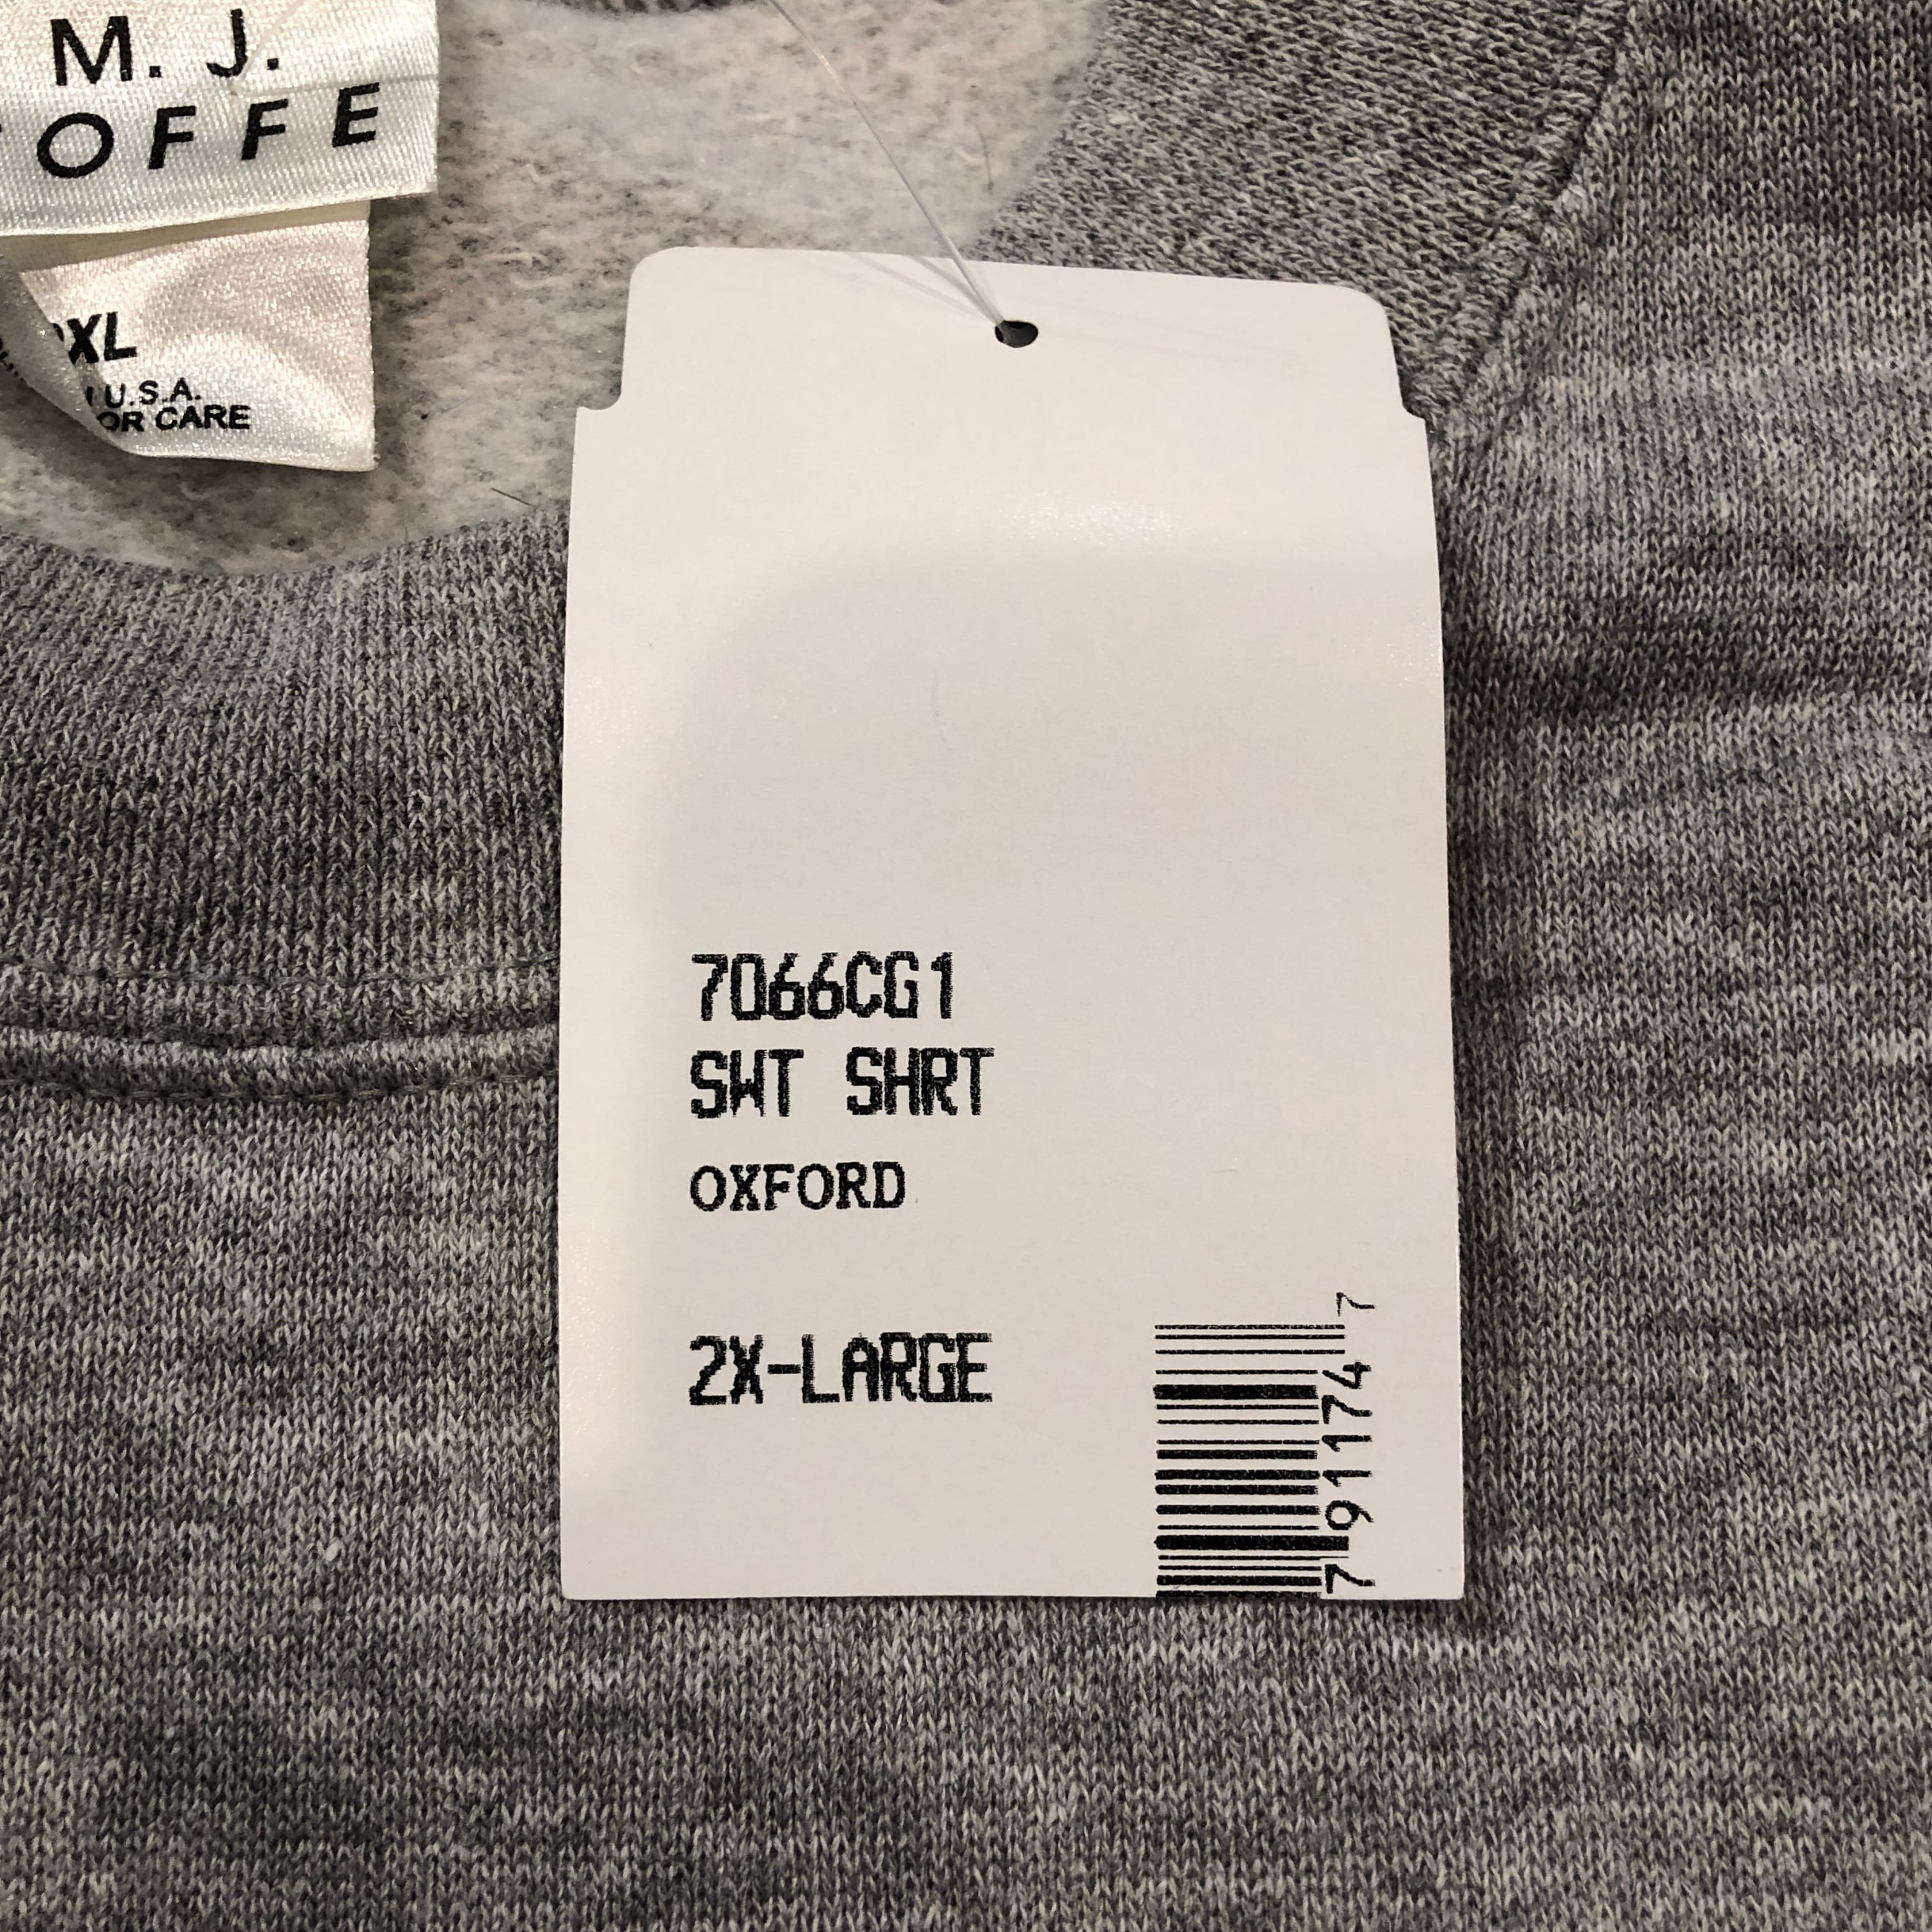 M. J.
OFFE
XL
U.S.A.
OR CARE
7066CG1
SWT SHRT
OXFORD
2X-LARGE
7 91174 7